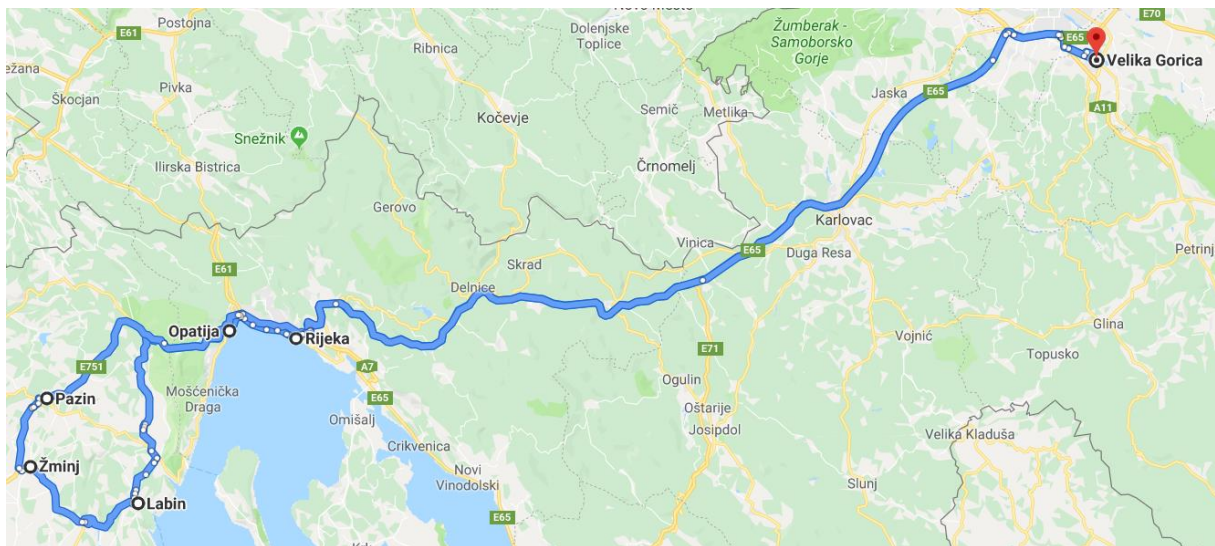 E61
Postojna
Ribnica
Dolenjske
Toplice
Žumberak -
Samoborsko
Gorje
E65
E70
E65
Velika Gorica
Škocjan
Pivka
Kočevje
Semič
Metlika
Jaska
E65
A11
Snežnik
Ilirska Bistrica
Črnomelj
Gerovo
Karlovac
Vinica
E65
Duga Resa
Petrinj
Skrad
E61
Delnice
Opatija
Rijeka
Vojnić
Glina
E751
A7
E71
Topusko
Mošćenička
Draga
Pazin
E65
Ogulin
Omišalj
Oštarije
Josipdol
Crikvenica
Velika Kladuša
Žminj
Novi
Vinodolski
Slunj
Labin
E65